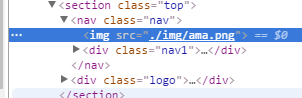 ▼<section class="top">
▼<nav class="nav">
<img src="./img/ama.png"> == $0
▶<div class="nav1">…</div>
</nav>
▶<div class="logo">…</div>
</section>